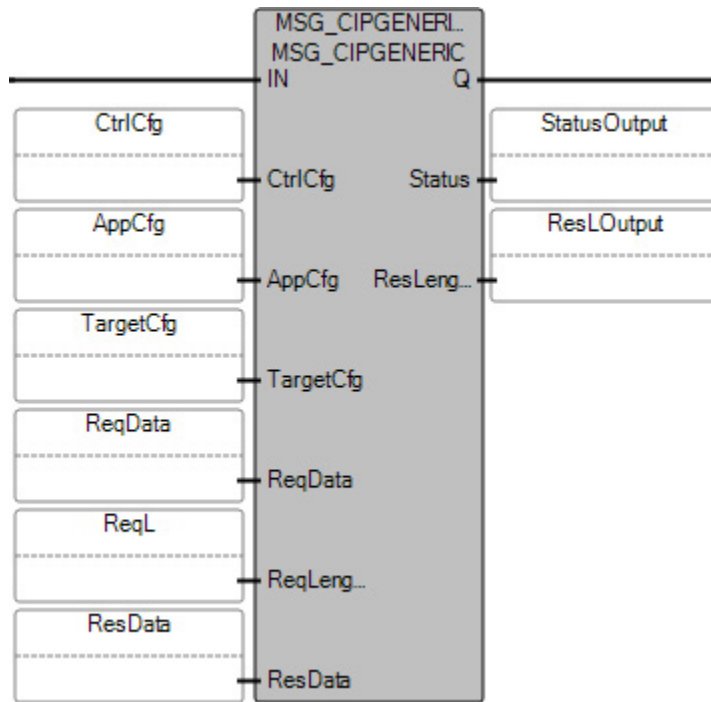 MSG_CIPGENERI...
MSG_CIPGENERIC
IN Q
CtrlCfg StatusOutput
CtrlCfg Status
AppCfg ResLOutput
AppCfg ResLeng...
TargetCfg
TargetCfg
ReqData
ReqData
ReqL
ReqLeng...
ResData
ResData